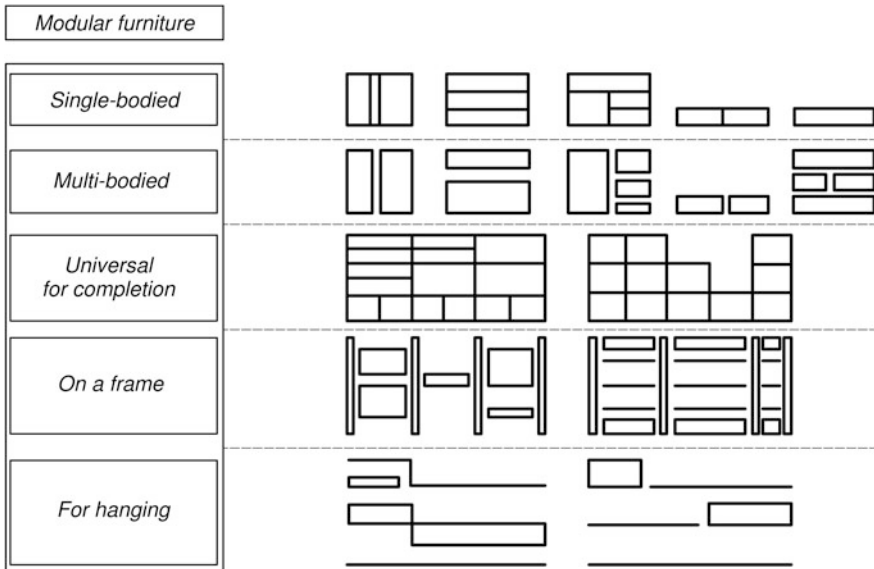 Modular furniture
Single-bodied
Multi-bodied
Universal
for completion
On a frame
For hanging